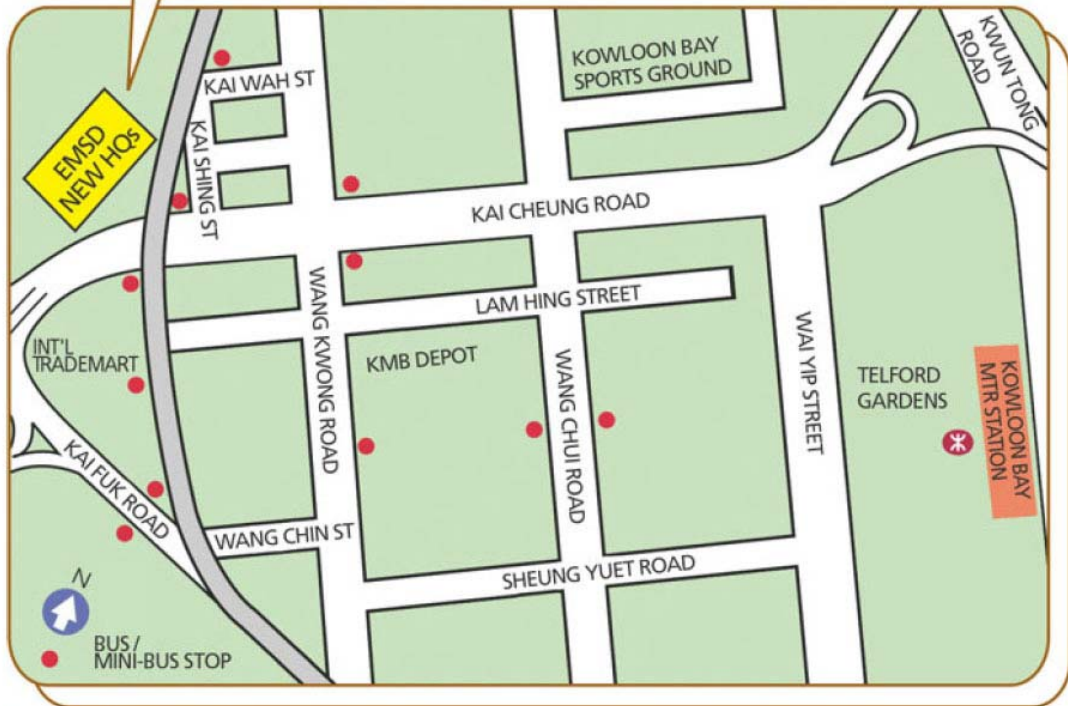 KOWLOON BAY
SPORTS GROUND
KWUN TONG
ROAD
KAI WAH ST
EMSD
NEW HQs
KAI SHING ST
KAI CHEUNG ROAD
LAM HING STREET
WANG KWONG ROAD
INT'L
TRADEMART
KMB DEPOT
WANG CHUI ROAD
WAI YIP STREET
TELFORD
GARDENS
KOWLOON BAY
MTR STATION
KAI FUK ROAD
WANG CHIN ST
SHEUNG YUET ROAD
N
BUS /
MINI-BUS STOP